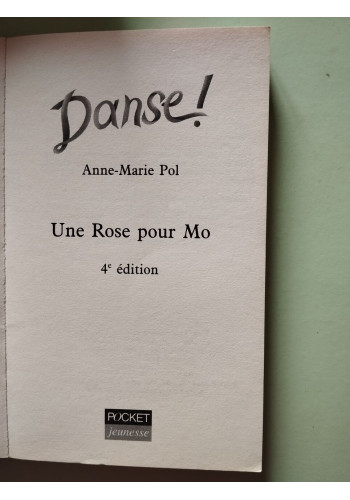 Danse!
Anne-Marie Pol
Une Rose pour Mo
4e édition
POCKET
jeunesse